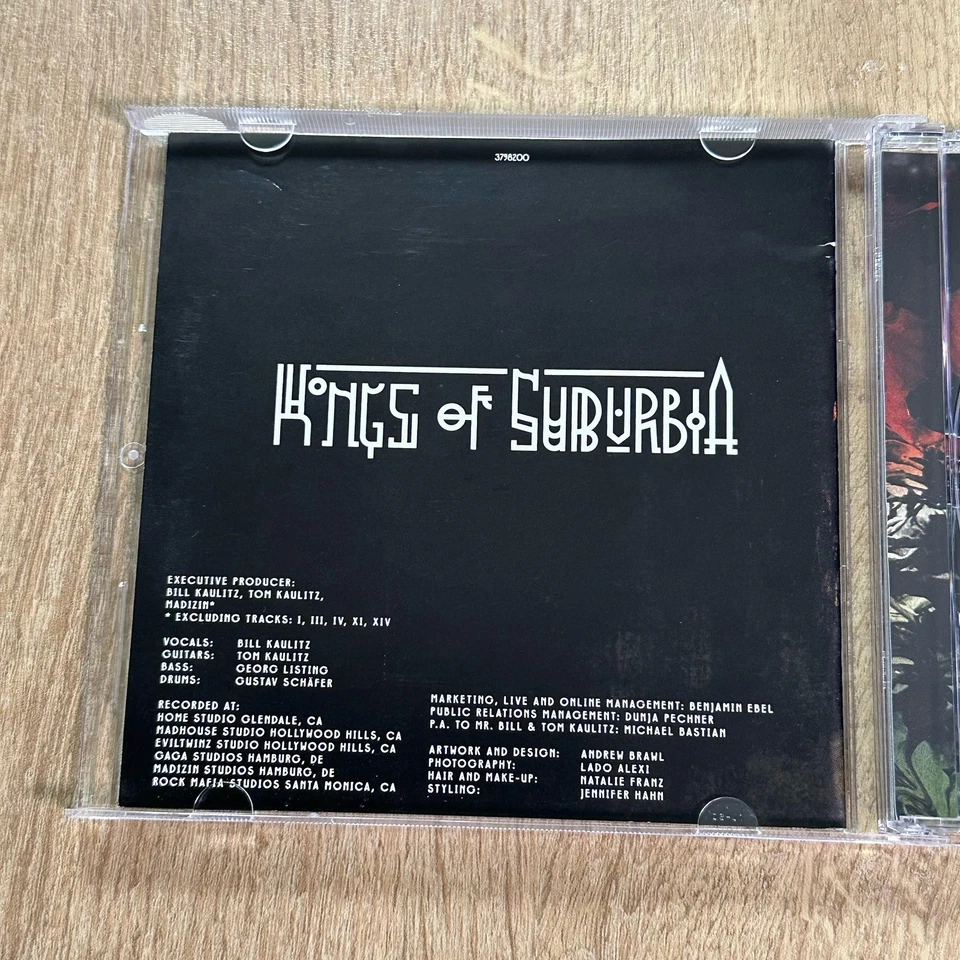 3798200
KINGS OF SUBURBIA
EXECUTIVE PRODUCER:
BILL KAULITZ, TOM KAULITZ,
MADIZIN*
* EXCLUDING TRACKS: I, III, IV, XI, XIV
VOCALS: BILL KAULITZ
GUITARS: TOM KAULITZ
BASS: GEORG LISTING
DRUMS: GUSTAV SCHÄFER
RECORDED AT:
HOME STUDIO GLENDALE, CA
MADHOUSE STUDIO HOLLYWOOD HILLS, CA
EVILTWINZ STUDIO HOLLYWOOD HILLS, CA
GAGA STUDIOS HAMBURG, DE
MADIZIN STUDIOS HAMBURG, DE
ROCK MAFIA STUDIOS SANTA MONICA, CA
MARKETING, LIVE AND ONLINE MANAGEMENT: BENJAMIN EBEL
PUBLIC RELATIONS MANAGEMENT: DUNJA PECHNER
P.A. TO MR. BILL & TOM KAULITZ: MICHAEL BASTIAN
ARTWORK AND DESIGN: ANDREW BRAWL
PHOTOGRAPHY: LADO ALEXI
HAIR AND MAKE-UP: NATALIE FRANZ
STYLING: JENNIFER HAHN